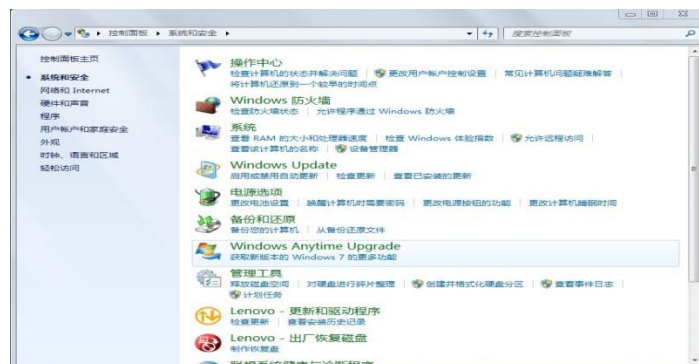 控制面板 ▸ 系统和安全 ▸
搜索控制面板
控制面板主页
系统和安全
网络和 Internet
硬件和声音
程序
用户帐户和家庭安全
外观
时钟、语言和区域
轻松访问
操作中心
检查计算机的状态并解决问题 更改用户帐户控制设置 常见计算机问题疑难解答
将计算机还原到一个较早的时间点
Windows 防火墙
检查防火墙状态 允许程序通过 Windows 防火墙
系统
查看 RAM 的大小和处理器速度 检查 Windows 体验指数 允许远程访问
查看该计算机的名称 设备管理器
Windows Update
启用或禁用自动更新 检查更新 查看已安装的更新
电源选项
更改电池设置 唤醒计算机时需要密码 更改电源按钮的功能 更改计算机睡眠时间
备份和还原
备份您的计算机 从备份还原文件
Windows Anytime Upgrade
获取新版本的 Windows 7 的更多功能
管理工具
释放磁盘空间 对硬盘进行碎片整理 创建并格式化硬盘分区 查看事件日志
计划任务
Lenovo - 更新和驱动程序
检查更新 查看安装历史记录
Lenovo - 出厂恢复磁盘
制作恢复盘
联想系统健康与诊断程序